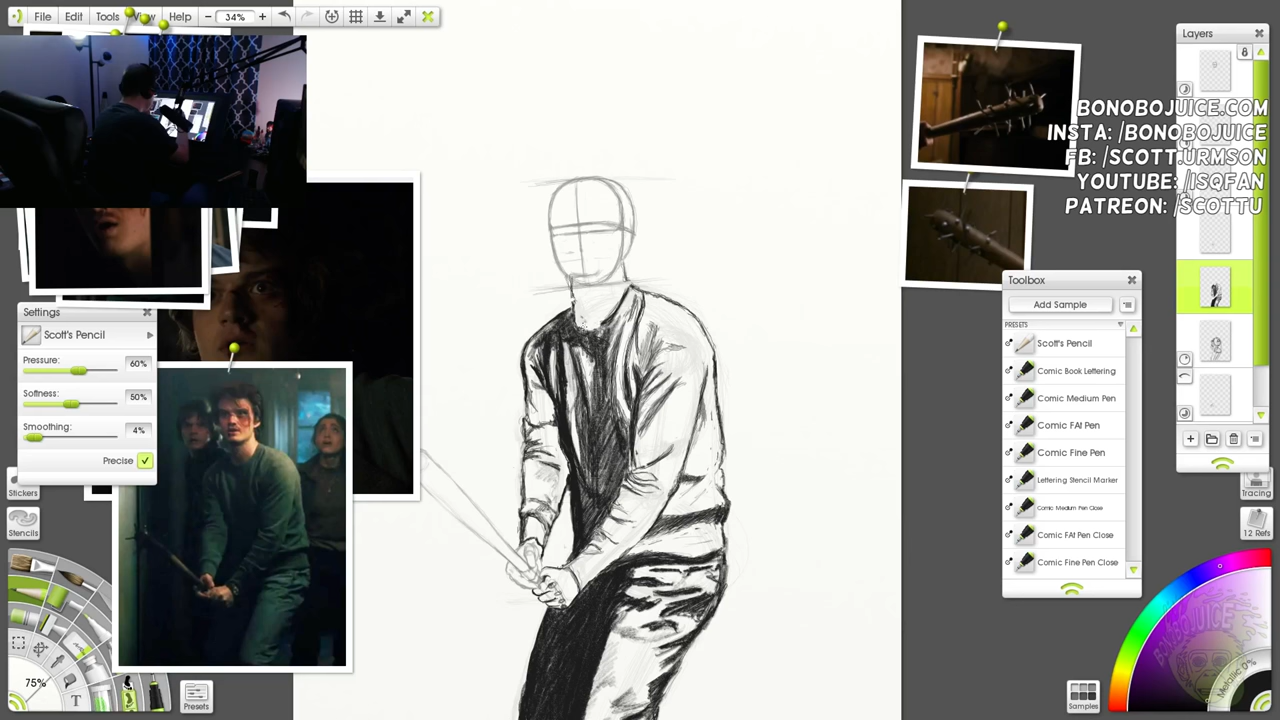 File Edit Tools View Help 34%
Layers
BONOBOJUICE.COM
INSTA: /BONOBOJUICE
FB: /SCOTT.URMSON
YOUTUBE: /ISQFAN
PATREON: /SCOTTU
Toolbox
Add Sample
PRESETS
Scott's Pencil
Comic Book Lettering
Comic Medium Pen
Comic FAt Pen
Comic Fine Pen
Lettering Stencil Marker
Comic Medium Pen Close
Comic FAt Pen Close
Comic Fine Pen Close
Settings
Scott's Pencil
Pressure:
60%
Softness:
50%
Smoothing:
4%
Precise
Stickers
Stencils
75%
T
Presets
Tracing
12 Refs
BONOBOJUICE
Metallic 0%
Samples